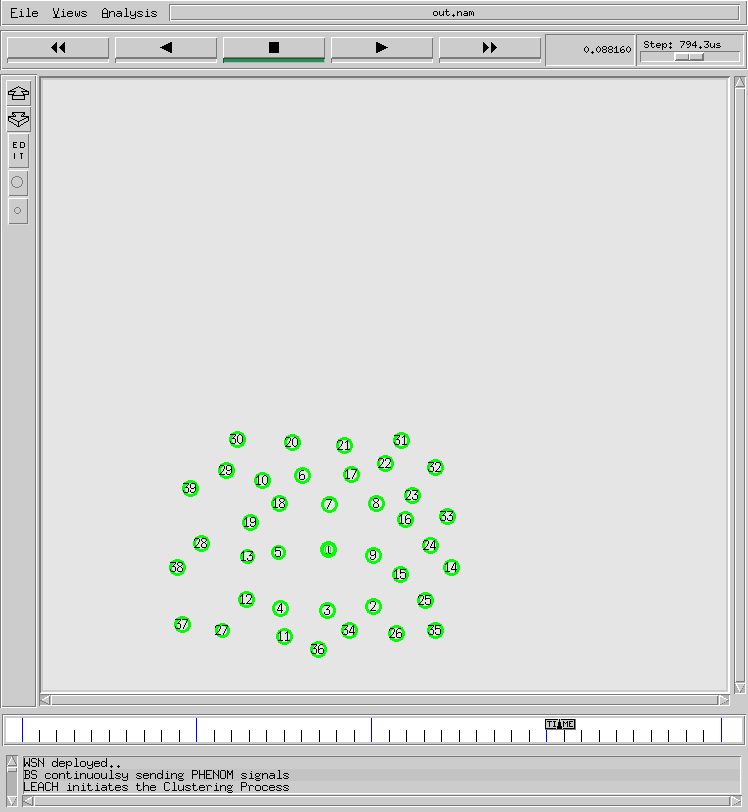 File Views Analysis out.nam
0.088160 Step: 794.3us
ED
IT
30 20 21 31
29 10 6 17 22 32
39 18 7 8 23
19 16 33
28 13 5 1 9 24
38 15 14
12 4 3 2 25
37 27 11 36 34 26 35
TIME
WSN deployed..
BS continuoulsy sending PHENOM signals
LEACH initiates the Clustering Process